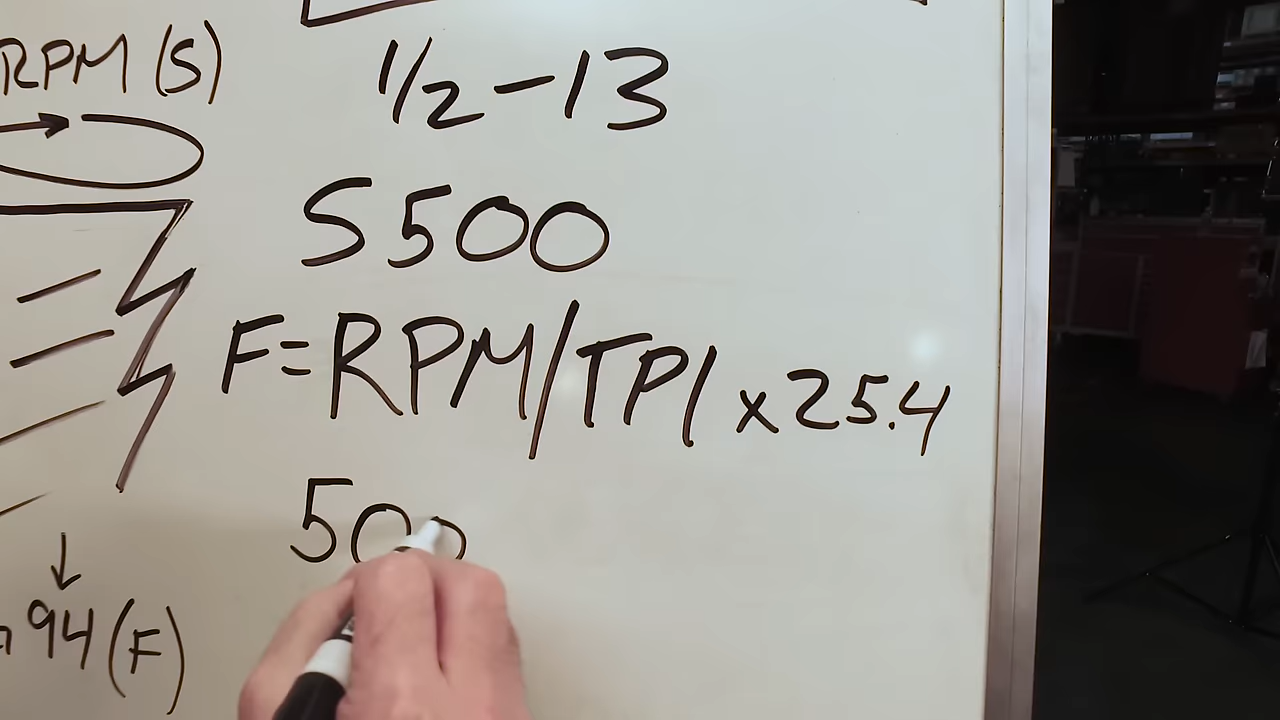 RPM (S)
1/2-13
S500
F=RPM/TPI x25.4
500
94 (F)